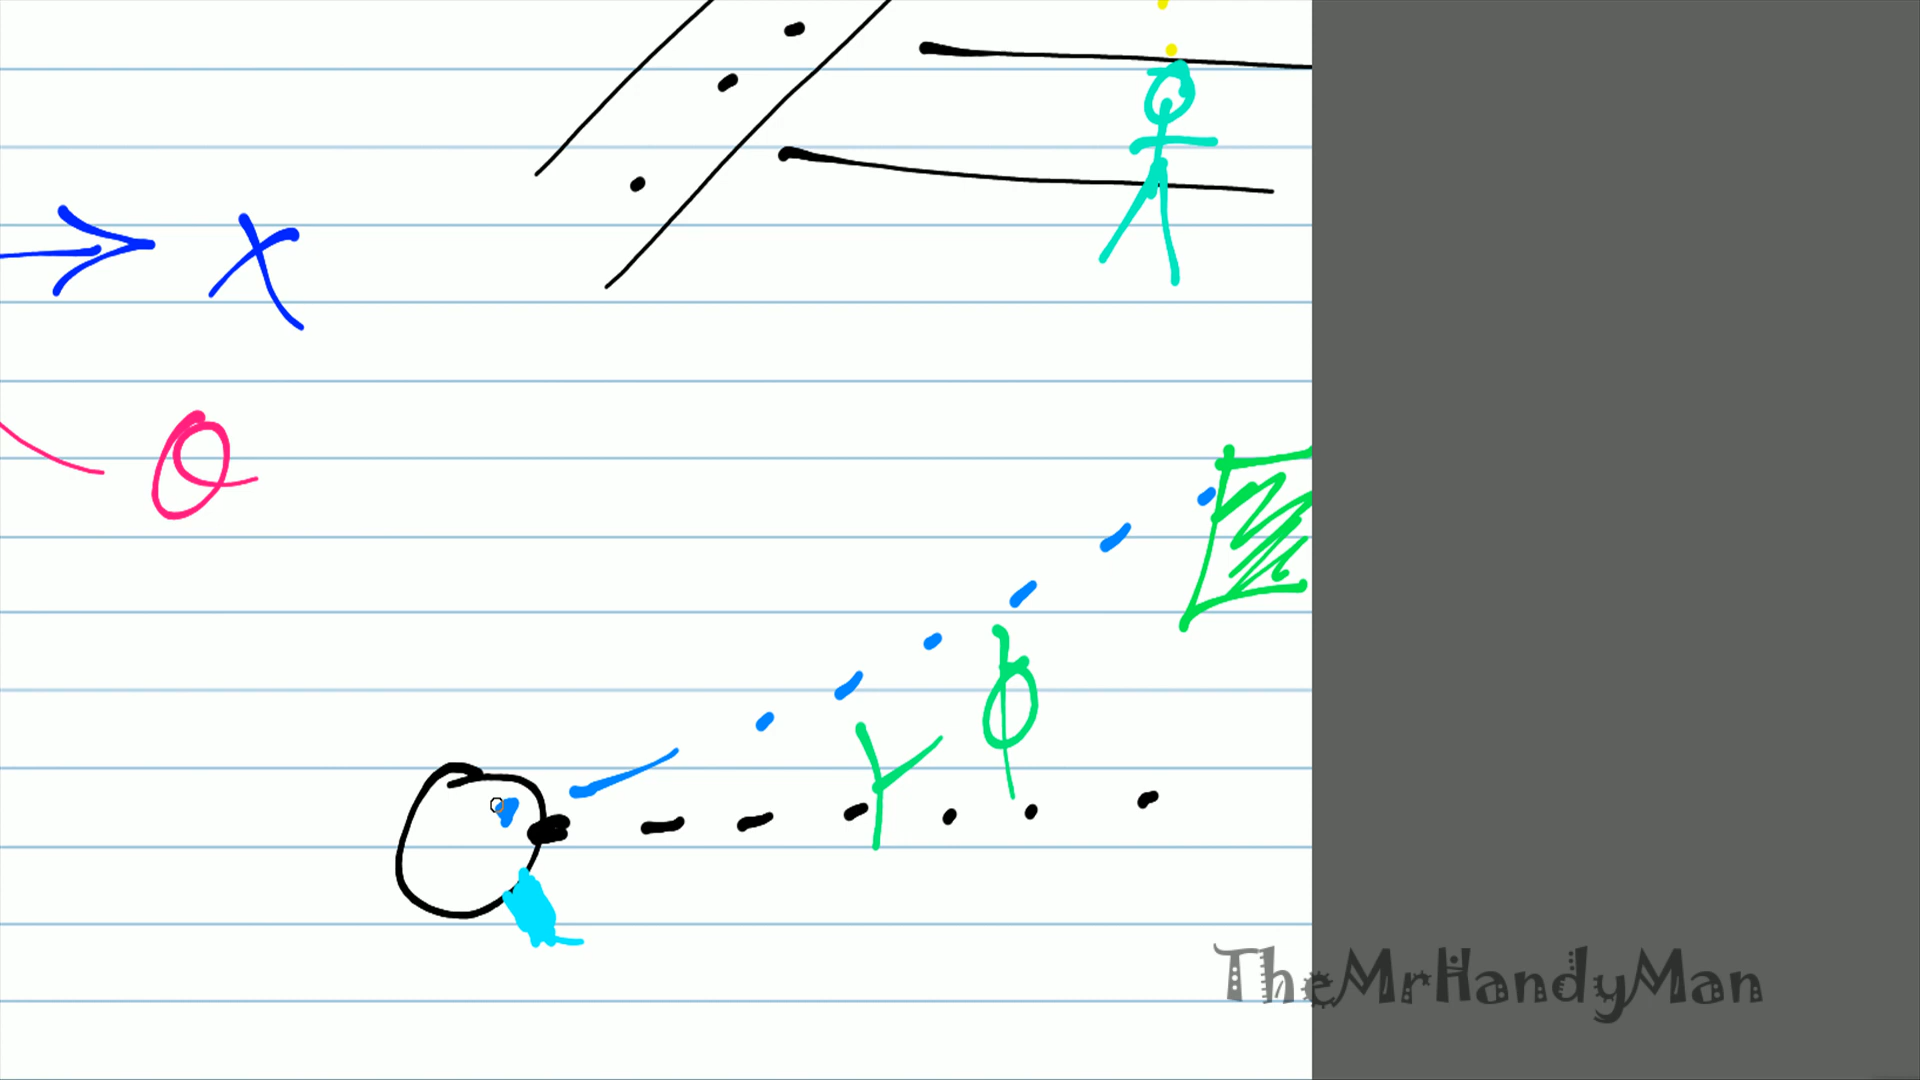 X
θ
Y φ
TheMrHandyMan